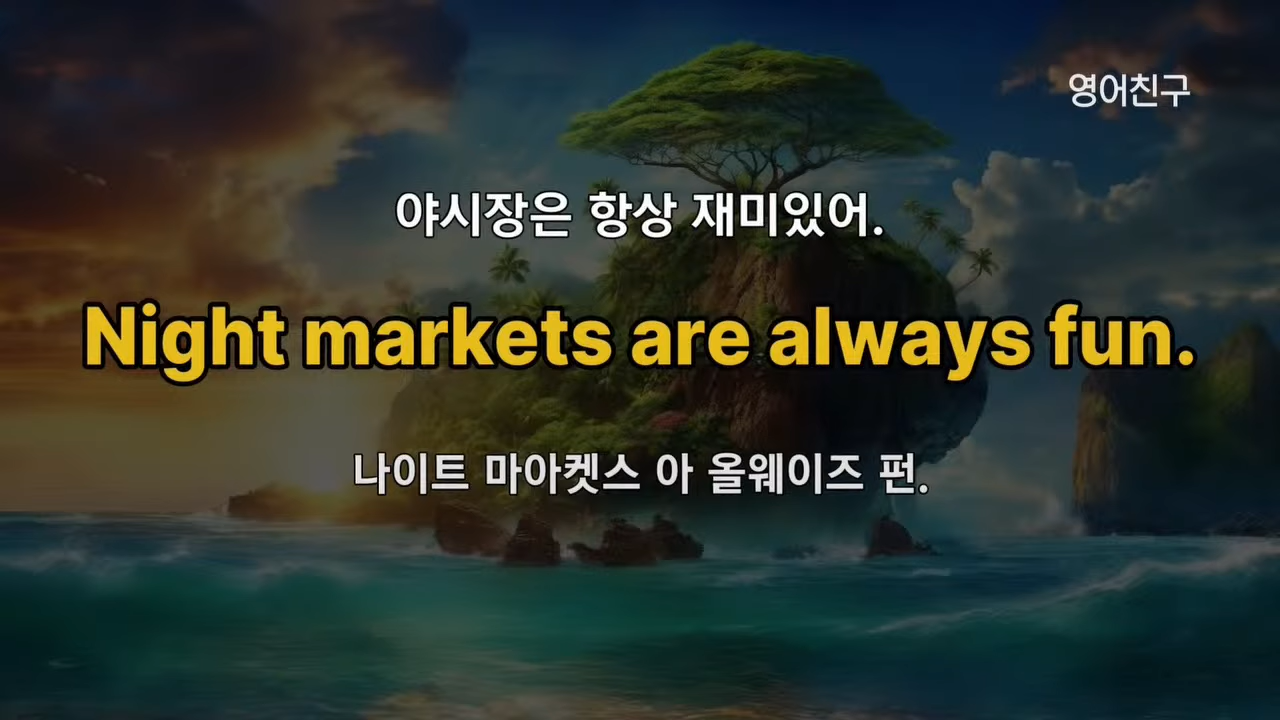 영어친구
야시장은 항상 재미있어.
Night markets are always fun.
나이트 마아켓스 아 올웨이즈 펀.